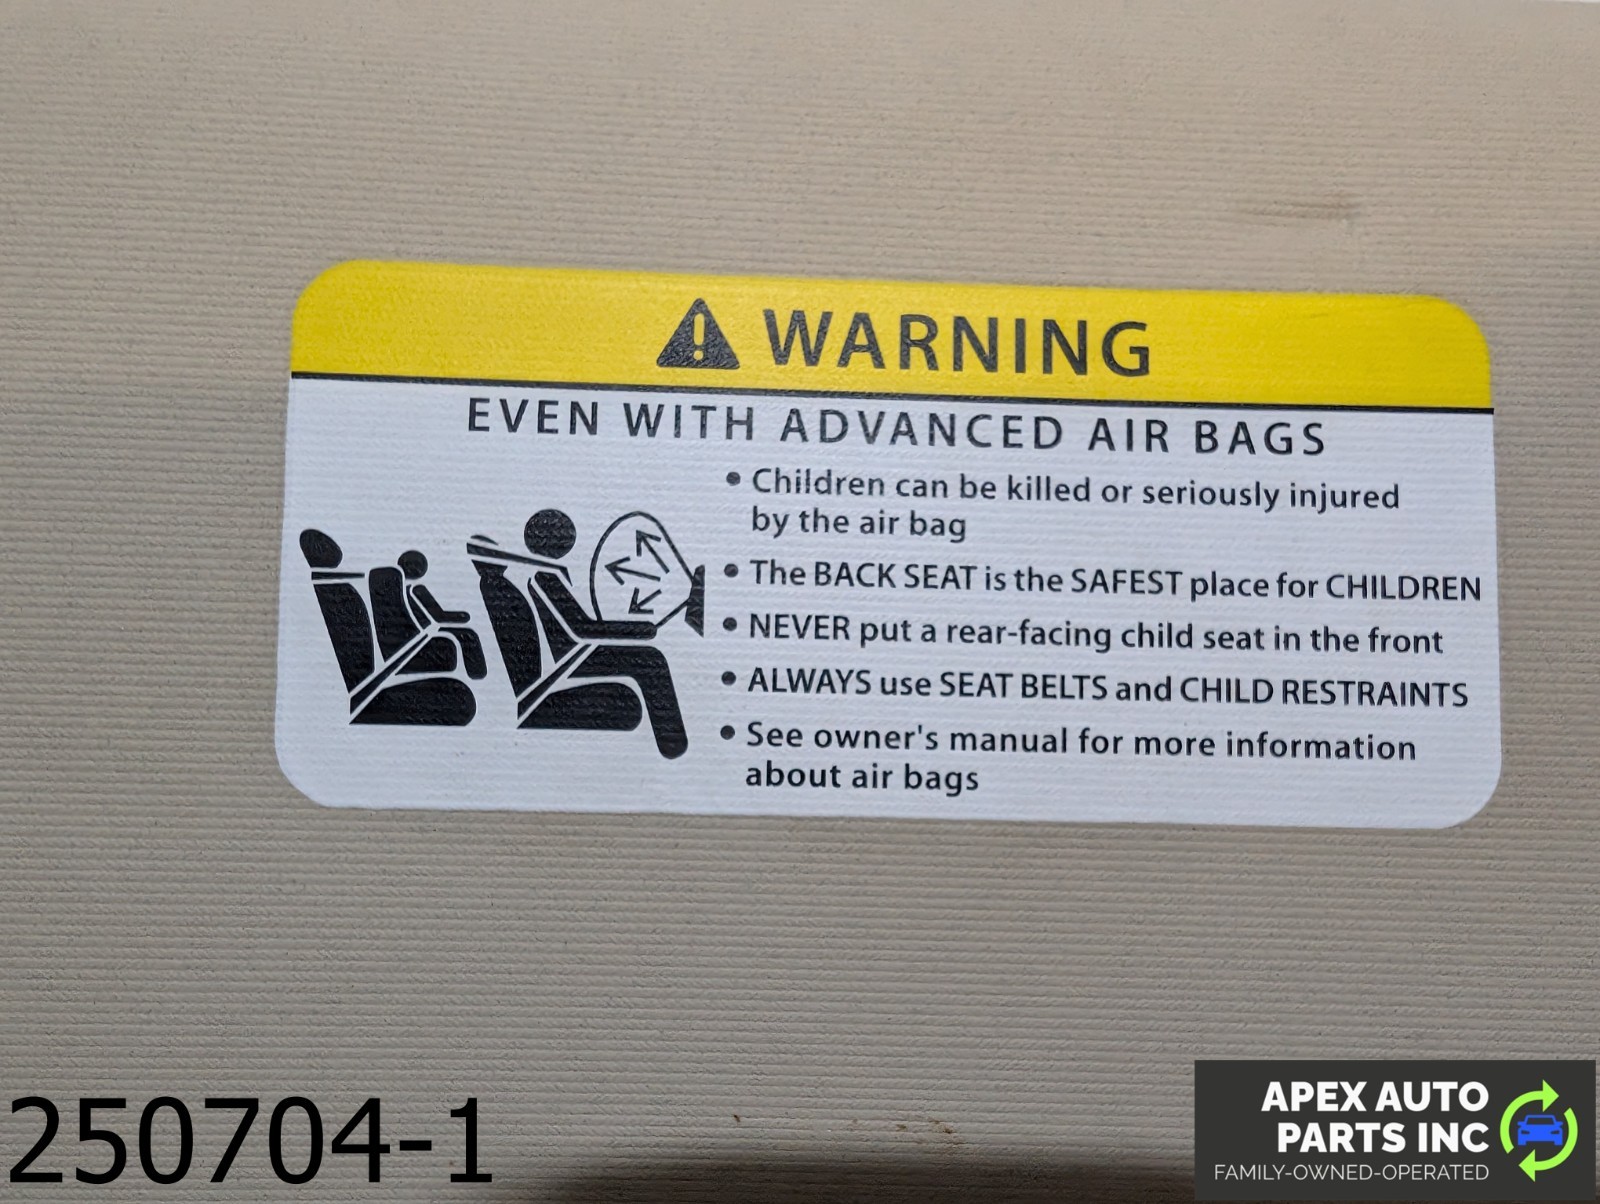 WARNING
EVEN WITH ADVANCED AIR BAGS
• Children can be killed or seriously injured
by the air bag
• The BACK SEAT is the SAFEST place for CHILDREN
• NEVER put a rear-facing child seat in the front
• ALWAYS use SEAT BELTS and CHILD RESTRAINTS
• See owner's manual for more information
about air bags
250704-1
APEX AUTO
PARTS INC
FAMILY-OWNED-OPERATED